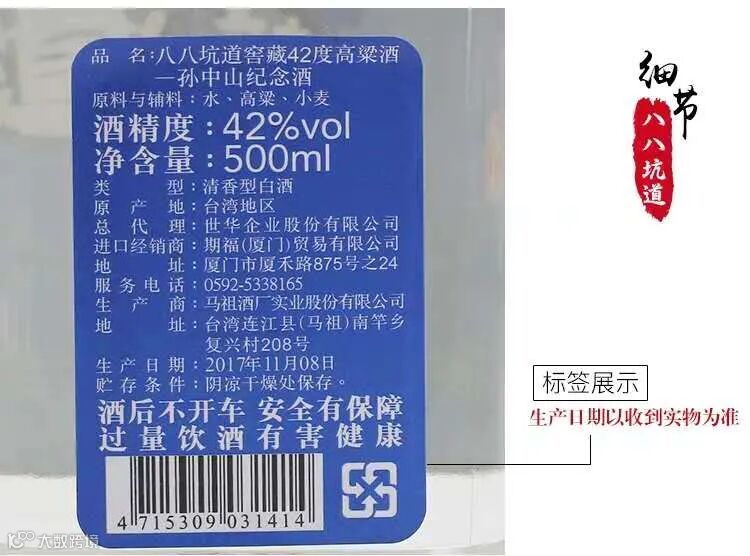 品 名:八八坑道窖藏42度高粱酒
—孙中山纪念酒
原料与辅料:水、高粱、小麦
酒精度:42%vol
净含量:500ml
类 型:清香型白酒
原 产 地:台湾地区
总 代 理:世华企业股份有限公司
进口经销商:期福(厦门)贸易有限公司
地 址:厦门市厦禾路875号之24
服务电话:0592-5338165
生 产 商:马祖酒厂实业股份有限公司
地 址:台湾连江县(马祖)南竿乡
复兴村208号
生产日期:2017年11月08日
贮存条件:阴凉干燥处保存。
酒后不开车 安全有保障
过量饮酒有害健康
4 715309 031414
细节
八八坑道
标签展示
生产日期以收到实物为准
大数跨境